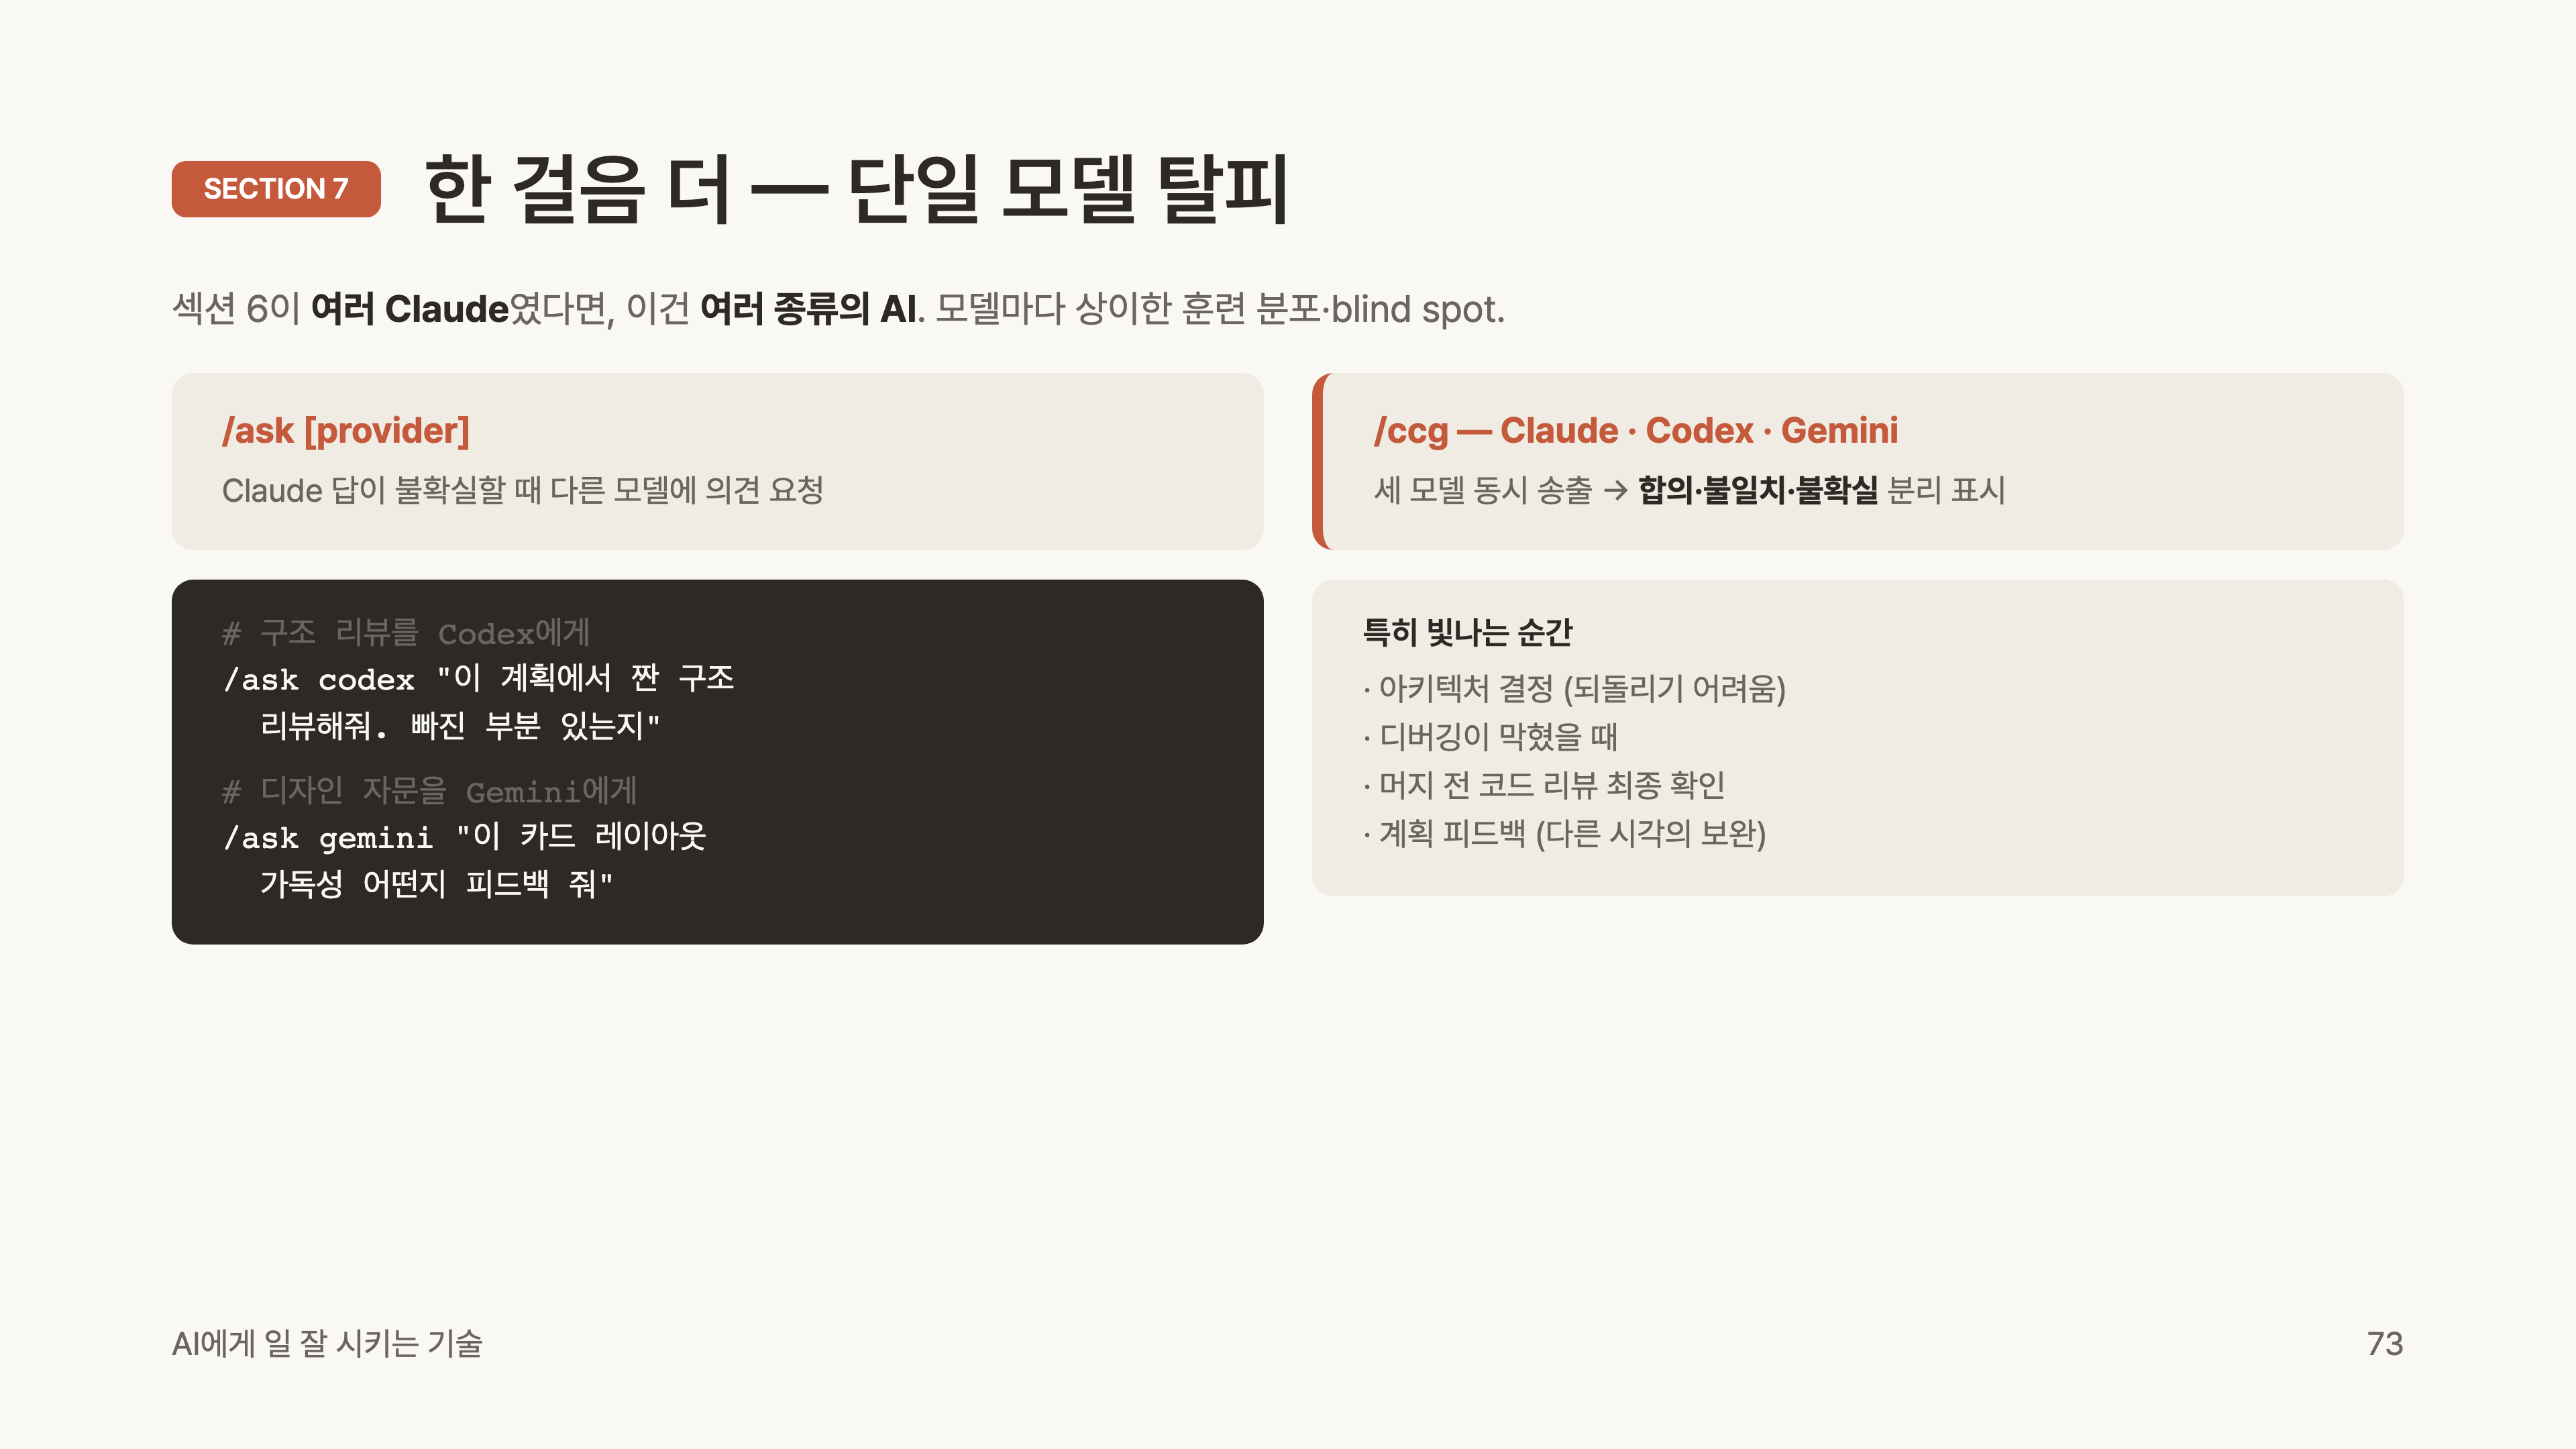 SECTION 7
한 걸음 더 — 단일 모델 탈피
섹션 6이 여러 Claude였다면, 이건 여러 종류의 AI. 모델마다 상이한 훈련 분포·blind spot.
/ask [provider]
Claude 답이 불확실할 때 다른 모델에 의견 요청
/ccg — Claude · Codex · Gemini
세 모델 동시 송출 → 합의·불일치·불확실 분리 표시
# 구조 리뷰를 Codex에게
/ask codex "이 계획에서 짠 구조
리뷰해줘. 빠진 부분 있는지"
# 디자인 자문을 Gemini에게
/ask gemini "이 카드 레이아웃
가독성 어떤지 피드백 줘"
특히 빛나는 순간
· 아키텍처 결정 (되돌리기 어려움)
· 디버깅이 막혔을 때
· 머지 전 코드 리뷰 최종 확인
· 계획 피드백 (다른 시각의 보완)
AI에게 일 잘 시키는 기술
73